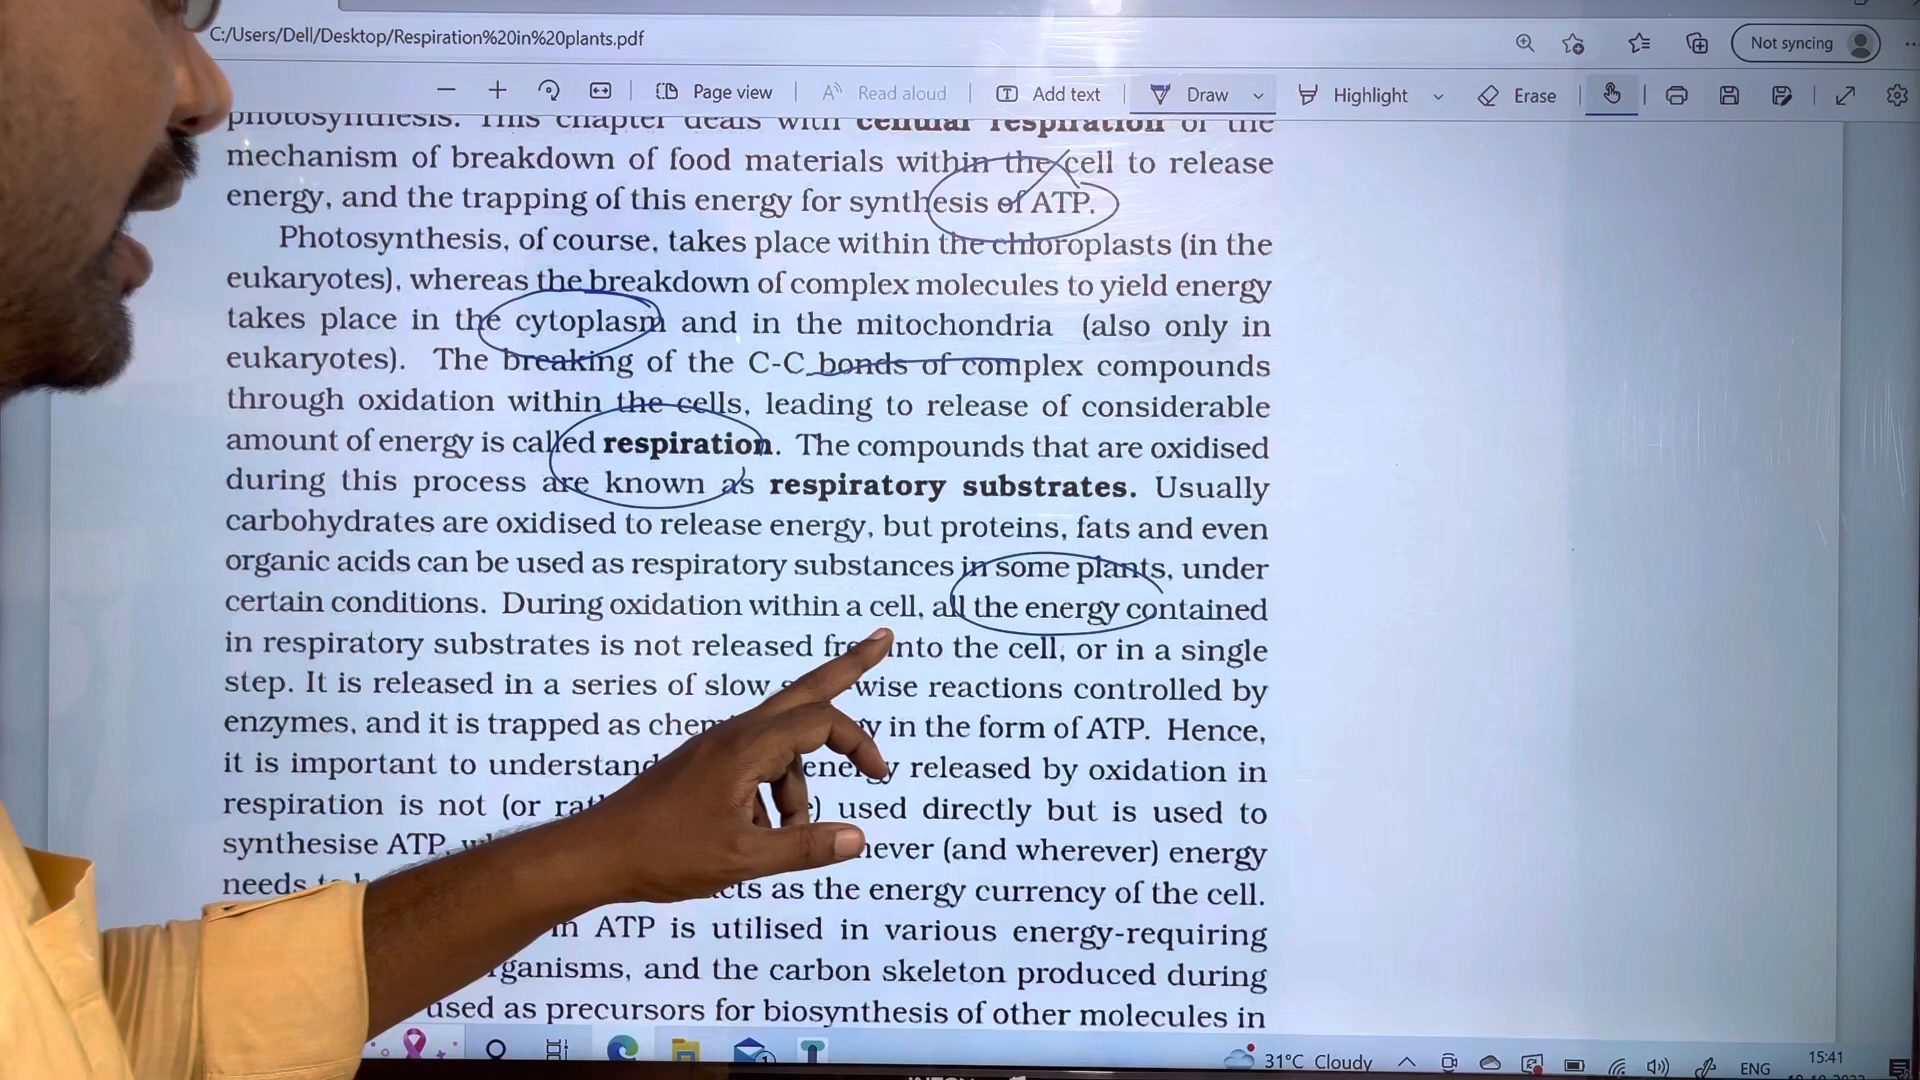 C:/Users/Dell/Desktop/Respiration%20in%20plants.pdf
Not syncing
Page view
Read aloud
Add text
Draw
Highlight
Erase
photosynthesis. This chapter deals with cellular respiration or the
mechanism of breakdown of food materials within the cell to release
energy, and the trapping of this energy for synthesis of ATP.
Photosynthesis, of course, takes place within the chloroplasts (in the
eukaryotes), whereas the breakdown of complex molecules to yield energy
takes place in the cytoplasm and in the mitochondria (also only in
eukaryotes). The breaking of the C-C bonds of complex compounds
through oxidation within the cells, leading to release of considerable
amount of energy is called respiration. The compounds that are oxidised
during this process are known as respiratory substrates. Usually
carbohydrates are oxidised to release energy, but proteins, fats and even
organic acids can be used as respiratory substances in some plants, under
certain conditions. During oxidation within a cell, all the energy contained
in respiratory substrates is not released into the cell, or in a single
step. It is released in a series of slow wise reactions controlled by
enzymes, and it is trapped as in the form of ATP. Hence,
it is important to understand energy released by oxidation in
respiration is not (or used directly but is used to
synthesise ATP, (and wherever) energy
needs as the energy currency of the cell.
ATP is utilised in various energy-requiring
and the carbon skeleton produced during
used as precursors for biosynthesis of other molecules in
31°C Cloudy
ENG
15:41